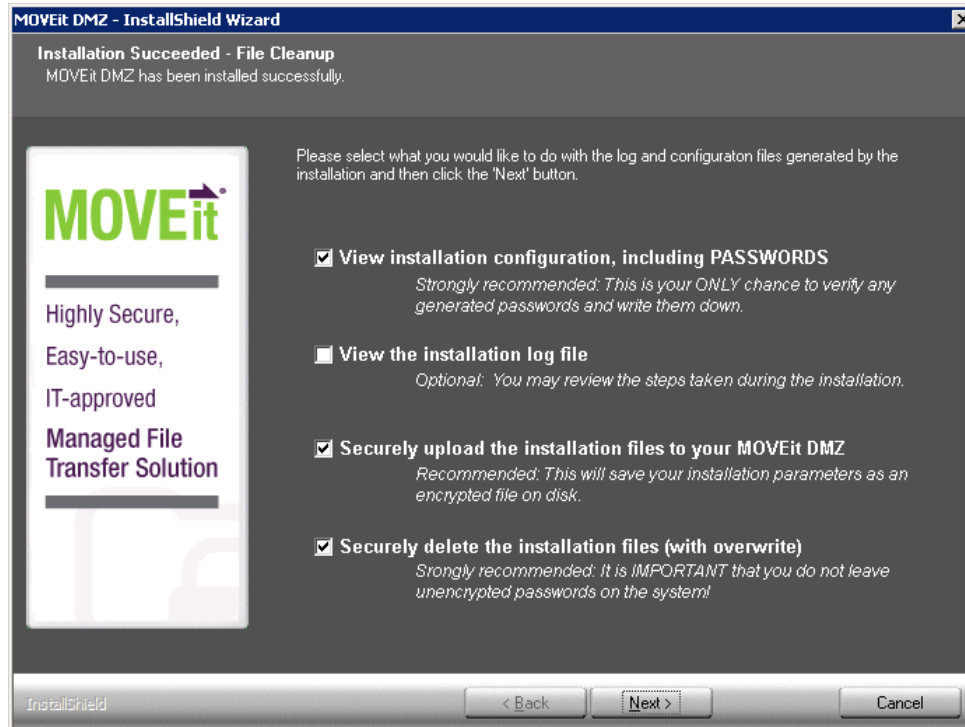 MOVEit DMZ - InstallShield Wizard
Installation Succeeded - File Cleanup
MOVEit DMZ has been installed successfully.
Please select what you would like to do with the log and configuraton files generated by the
installation and then click the 'Next' button.
MOVEit
Highly Secure,
Easy-to-use,
IT-approved
Managed File
Transfer Solution
View installation configuration, including PASSWORDS
Strongly recommended: This is your ONLY chance to verify any
generated passwords and write them down.
View the installation log file
Optional: You may review the steps taken during the installation.
Securely upload the installation files to your MOVEit DMZ
Recommended: This will save your installation parameters as an
encrypted file on disk.
Securely delete the installation files (with overwrite)
Srongly recommended: It is IMPORTANT that you do not leave
unencrypted passwords on the system!
InstallShield
< Back
Next >
Cancel